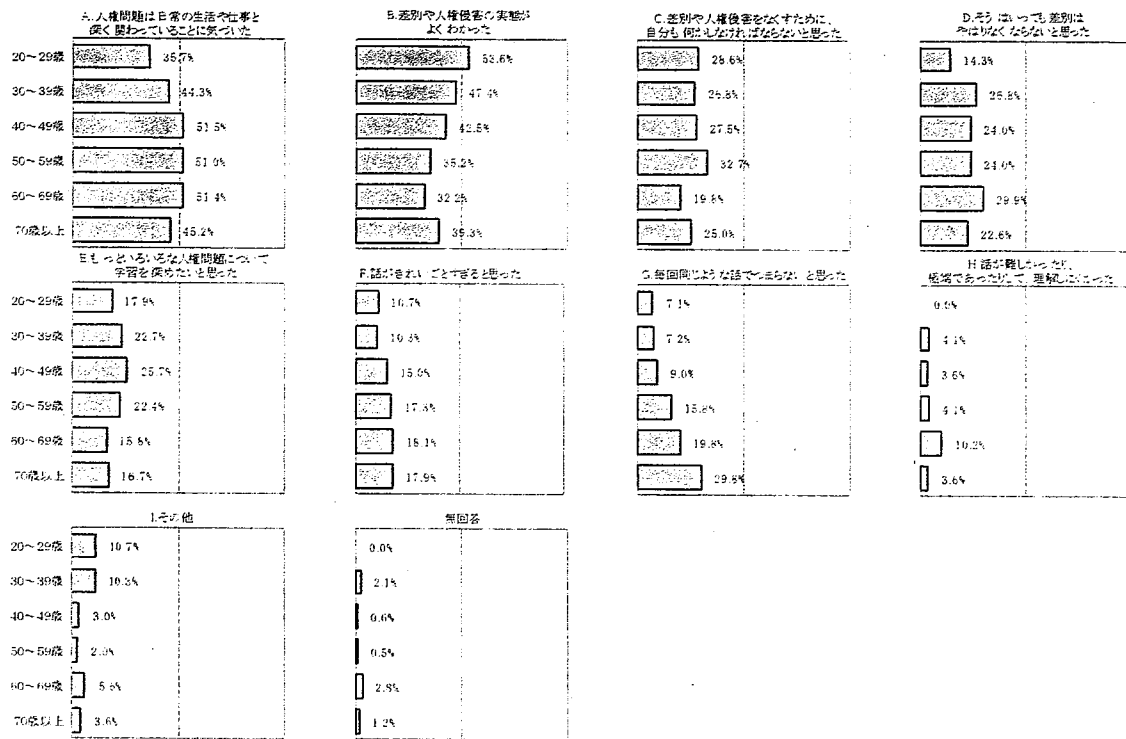 A.人権問題は日常の生活や仕事と
深く関わっていることに気づいた
20～29歳 35.7%
30～39歳 44.3%
40～49歳 51.5%
50～59歳 51.0%
60～69歳 51.4%
70歳以上 45.2%
B.差別や人権侵害の実態が
よくわかった
53.6%
47.4%
42.5%
35.2%
32.2%
39.3%
C.差別や人権侵害をなくすために、
自分も何かしなければならないと思った
28.6%
26.8%
27.5%
32.7%
19.8%
25.0%
D.そうはいっても差別は
やはりなくならないと思った
14.3%
25.8%
24.0%
24.0%
29.9%
22.6%
E.もっといろいろな人権問題について
学習を深めたいと思った
20～29歳 17.9%
30～39歳 22.7%
40～49歳 25.7%
50～59歳 22.4%
60～69歳 15.8%
70歳以上 16.7%
F.話がきれいごとすぎると思った
10.7%
10.3%
15.0%
17.3%
18.1%
17.9%
G.毎回同じような話でつまらないと思った
7.1%
7.2%
9.0%
15.8%
19.8%
29.8%
H.話が難しかったり、
極端であったりして、理解しにくかった
0.0%
4.1%
3.6%
4.1%
10.2%
3.6%
I.その他
20～29歳 10.7%
30～39歳 10.3%
40～49歳 3.0%
50～59歳
60～69歳
70歳以上 3.6%
無回答
0.0%
2.1%
0.6%
0.5%
2.8%
1.2%